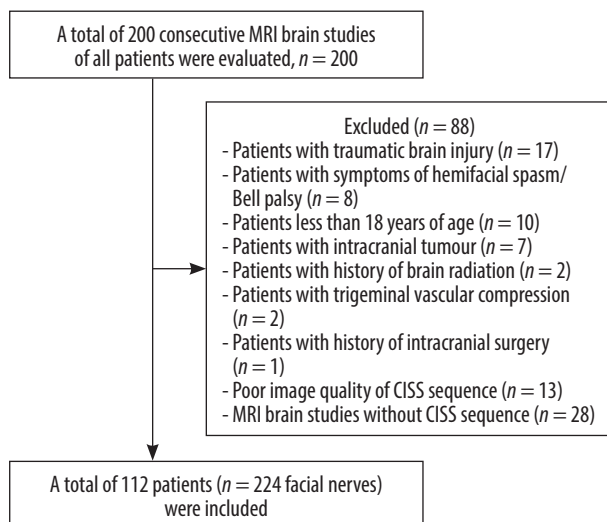 A total of 200 consecutive MRI brain studies
of all patients were evaluated, n = 200
Excluded (n = 88)
- Patients with traumatic brain injury (n = 17)
- Patients with symptoms of hemifacial spasm/
Bell palsy (n = 8)
- Patients less than 18 years of age (n = 10)
- Patients with intracranial tumour (n = 7)
- Patients with history of brain radiation (n = 2)
- Patients with trigeminal vascular compression
(n = 2)
- Patients with history of intracranial surgery
(n = 1)
- Poor image quality of CISS sequence (n = 13)
- MRI brain studies without CISS sequence (n = 28)
A total of 112 patients (n = 224 facial nerves)
were included